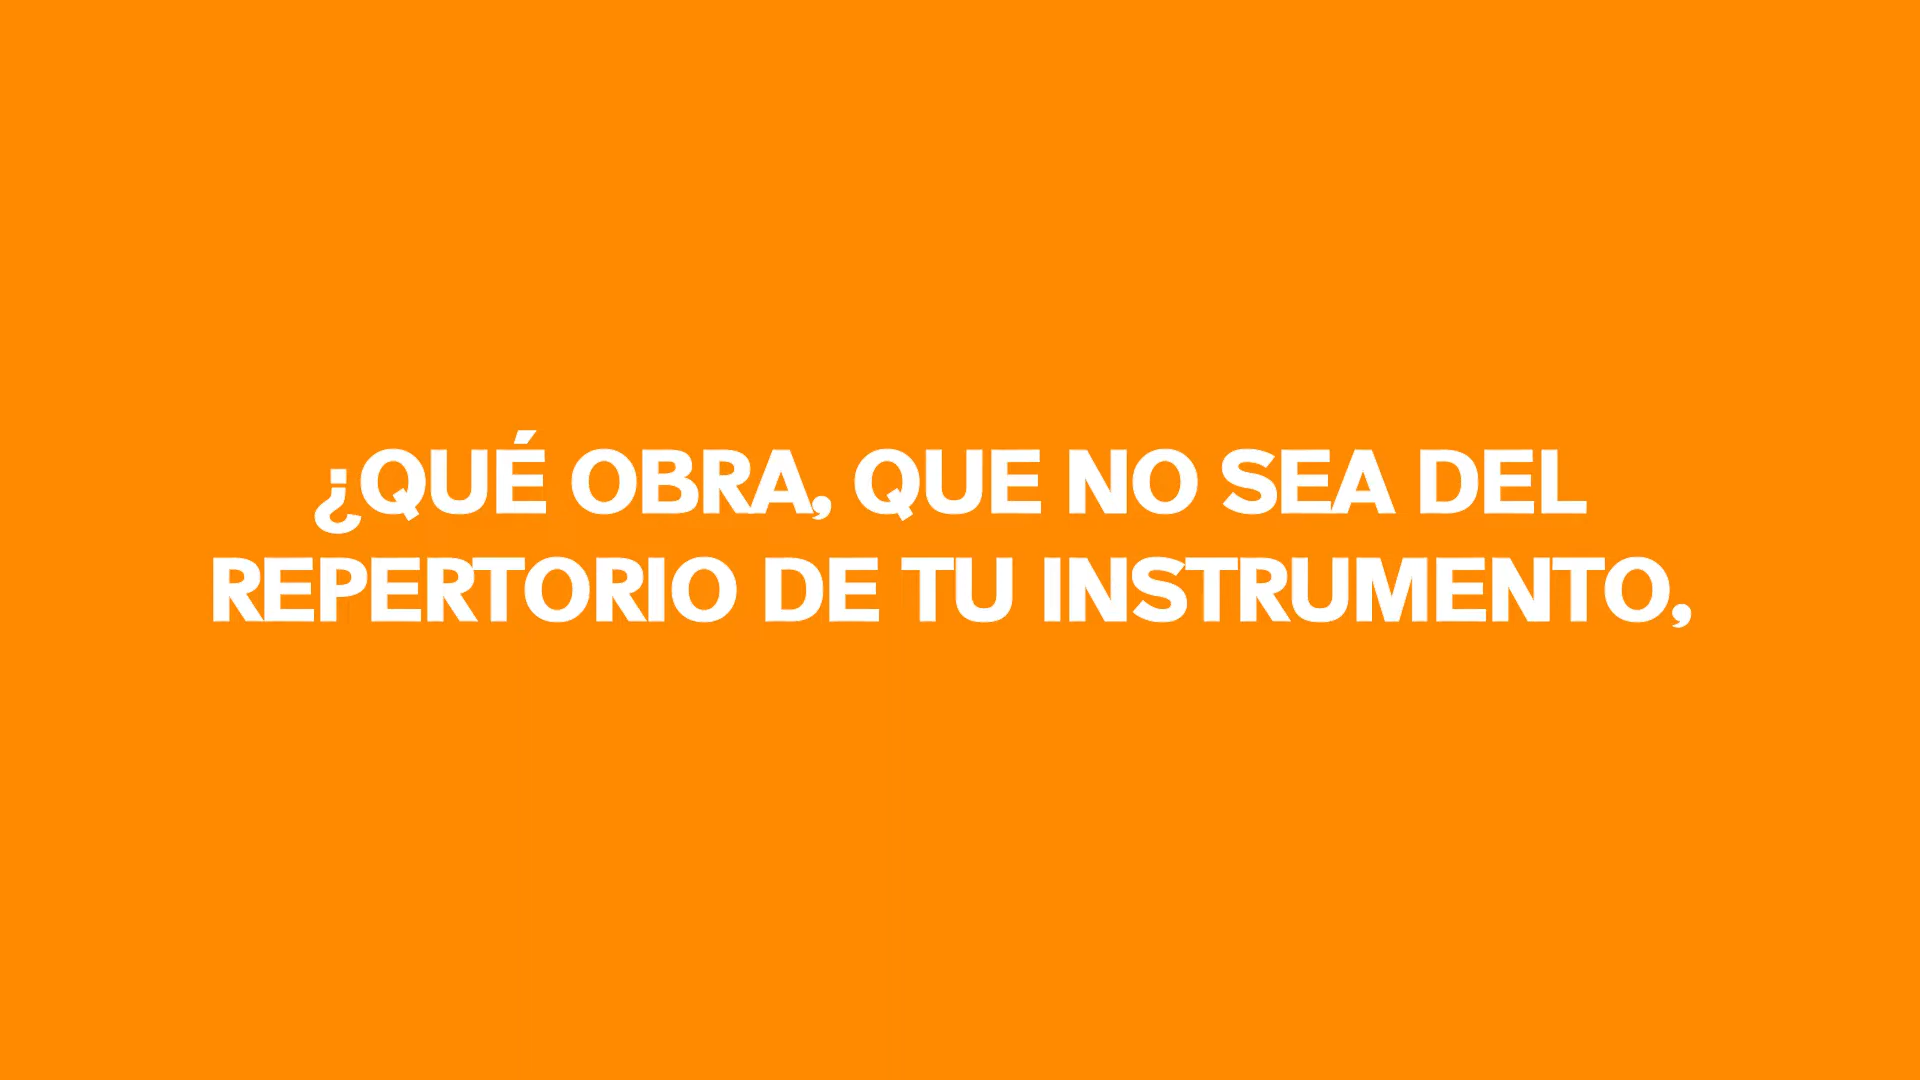 ¿QUÉ OBRA, QUE NO SEA DEL
REPERTORIO DE TU INSTRUMENTO,